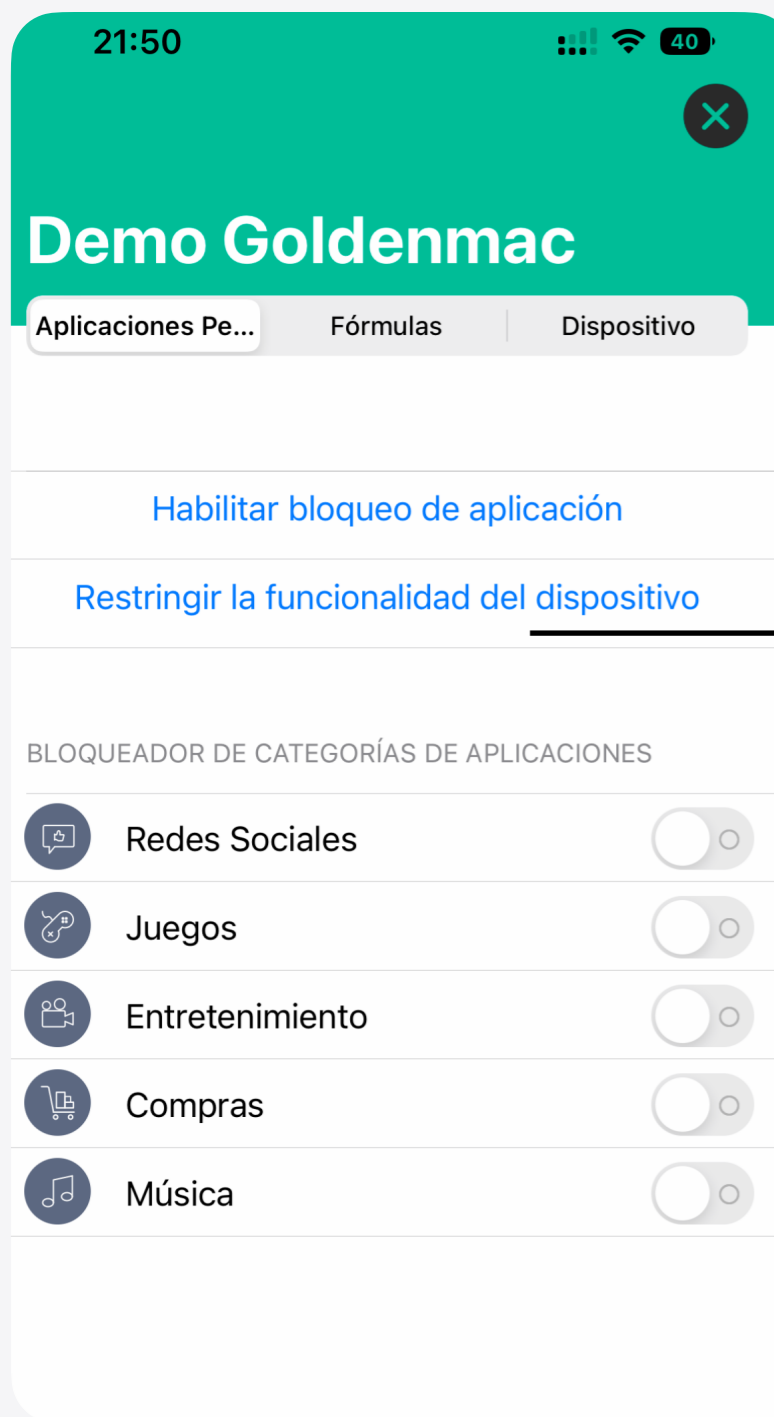 21:50
40
Demo Goldenmac
Aplicaciones Pe...
Fórmulas
Dispositivo
Habilitar bloqueo de aplicación
Restringir la funcionalidad del dispositivo
BLOQUEADOR DE CATEGORÍAS DE APLICACIONES
Redes Sociales
Juegos
Entretenimiento
Compras
Música